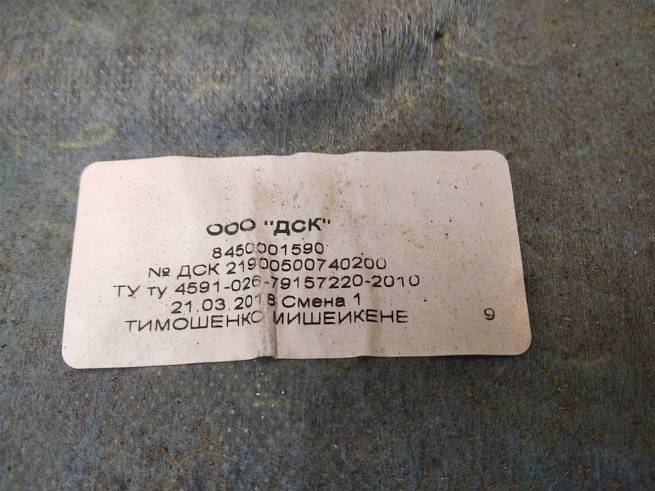 ООО "ДСК"
8450001590
№ ДСК 21900500740200
ТУ ту 4591-026-79157220-2010
21.03.2018 Смена 1
ТИМОШЕНКО МИШЕИКЕНЕ 9